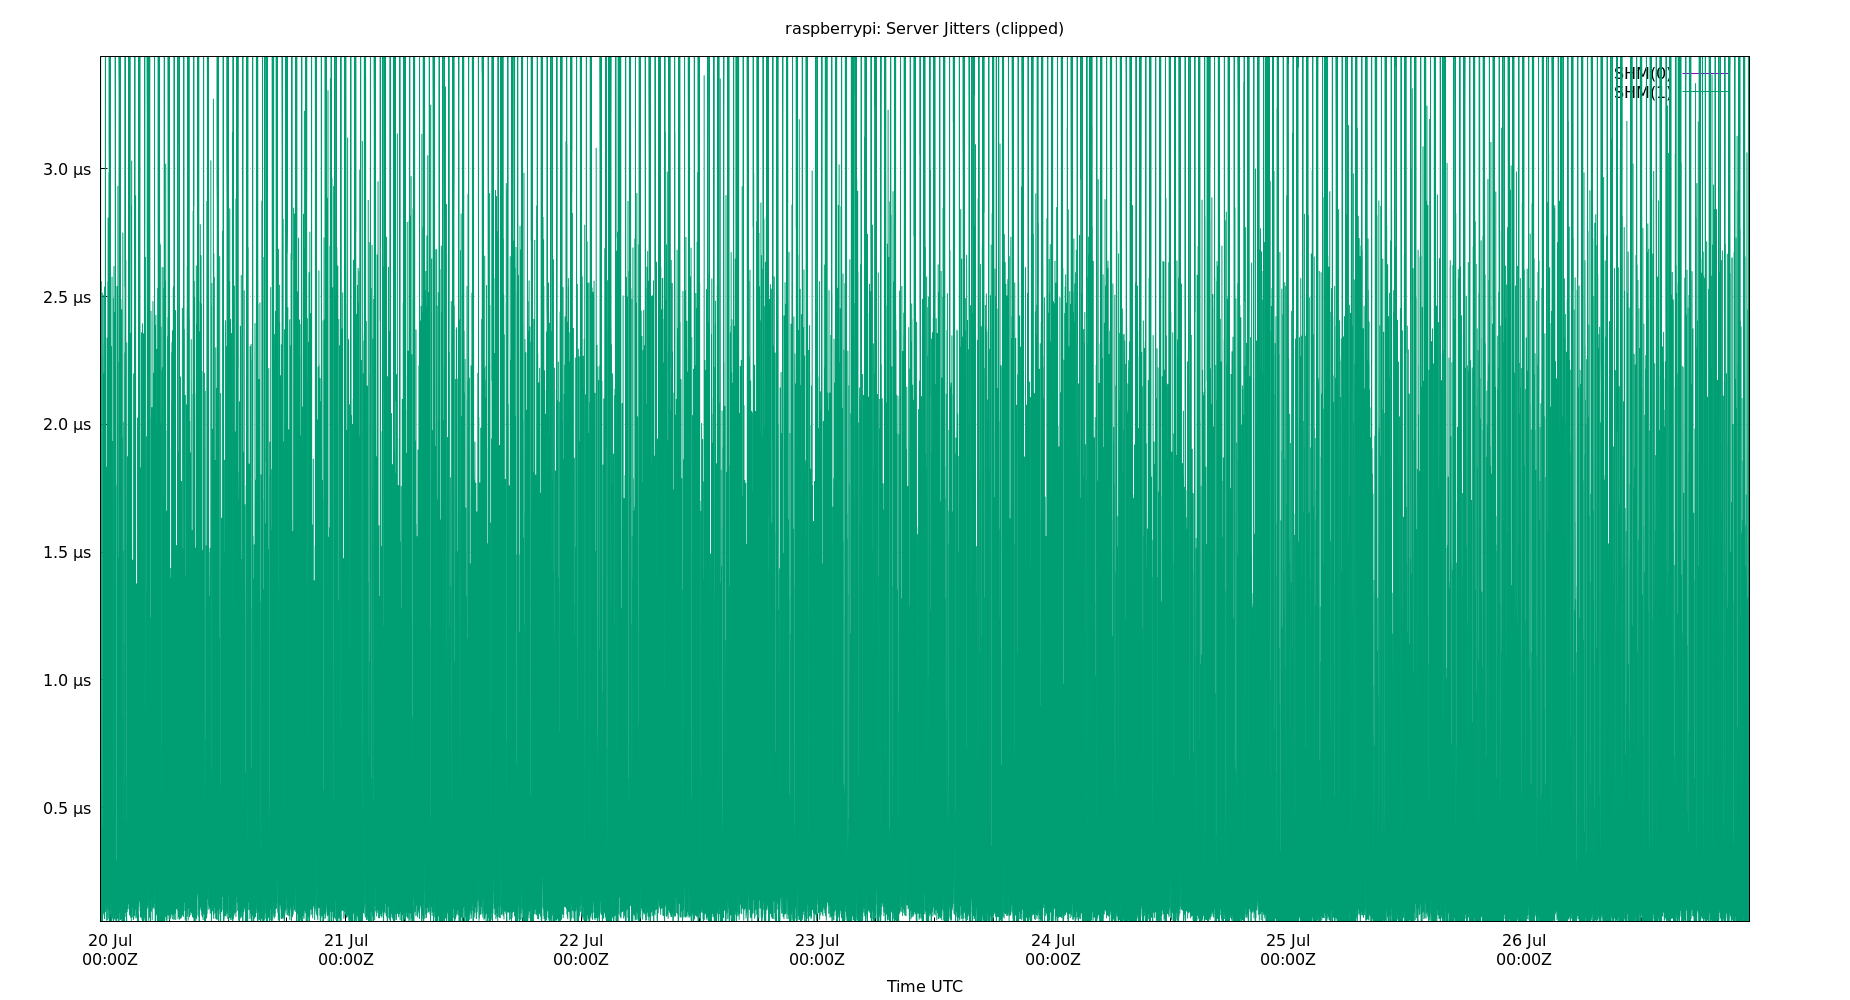 raspberrypi: Server Jitters (clipped)
SHM(0)
SHM(1)
3.0 µs
2.5 µs
2.0 µs
1.5 µs
1.0 µs
0.5 µs
20 Jul 21 Jul 22 Jul 23 Jul 24 Jul 25 Jul 26 Jul
00:00Z 00:00Z 00:00Z 00:00Z 00:00Z 00:00Z 00:00Z
Time UTC